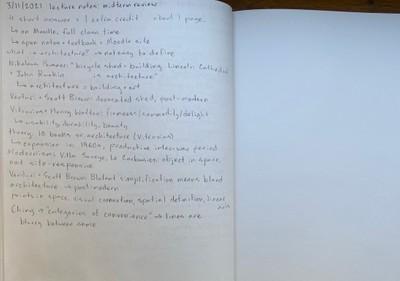 3/11/2021 lecture notes: midterm review
12 short answer + 1 extra credit about 1 page
↳ on Moodle, full class time
↳ open notes + textbook + Moodle site
what is architecture? → not easy to define
Nikolaus Pevsner: "bicycle shed = building, Lincoln Cathedral
+ John Ruskin is architecture"
↳ architecture = building + art
Venturi + Scott Brown: decorated shed, post-modern
Vitruvius + Henry Wotton: firmness/commodity/delight
↳ usability, durability, beauty
theory, 10 books on architecture (Vitruvius)
↳ expansion in 1960s, productive interwar period
Modernism: Villa Savoye, Le Corbusier: object in space,
not site-responsive
Venturi + Scott Brown: Blatant simplification means bland
architecture → post-modern
points in space, visual connection, spatial definition, linear
axis
Ching → "categories of convenience" → lines are
blurry between some